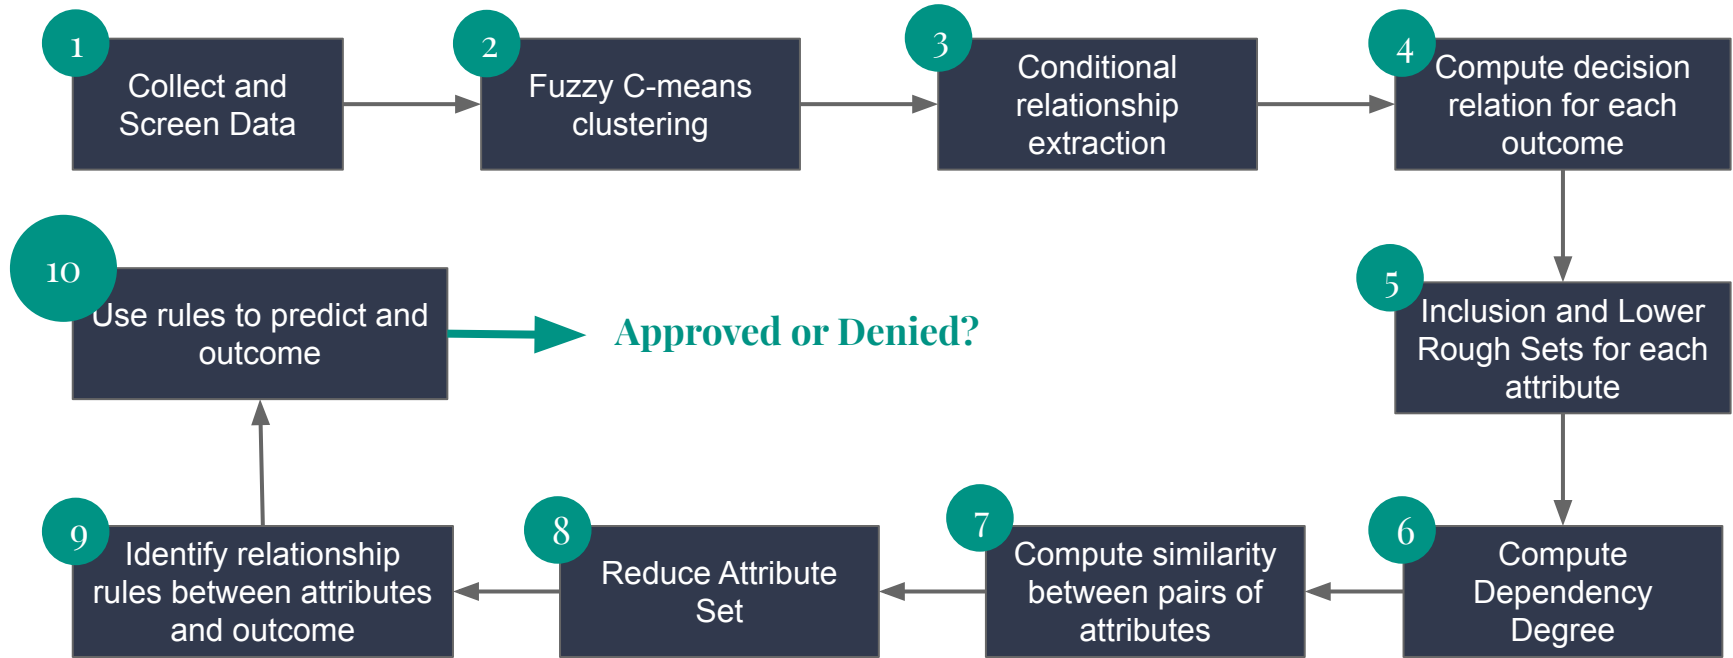 1
Collect and
Screen Data
2
Fuzzy C-means
clustering
3
Conditional
relationship
extraction
4
Compute decision
relation for each
outcome
5
Inclusion and Lower
Rough Sets for each
attribute
6
Compute
Dependency
Degree
7
Compute similarity
between pairs of
attributes
8
Reduce Attribute
Set
9
Identify relationship
rules between attributes
and outcome
10
Use rules to predict and
outcome
Approved or Denied?